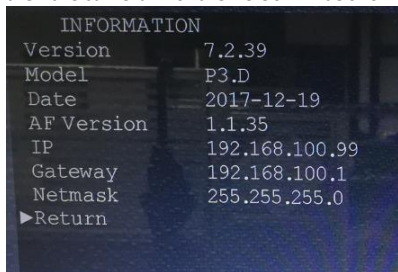 INFORMATION
Version 7.2.39
Model P3.D
Date 2017-12-19
AF Version 1.1.35
IP 192.168.100.99
Gateway 192.168.100.1
Netmask 255.255.255.0
▶Return